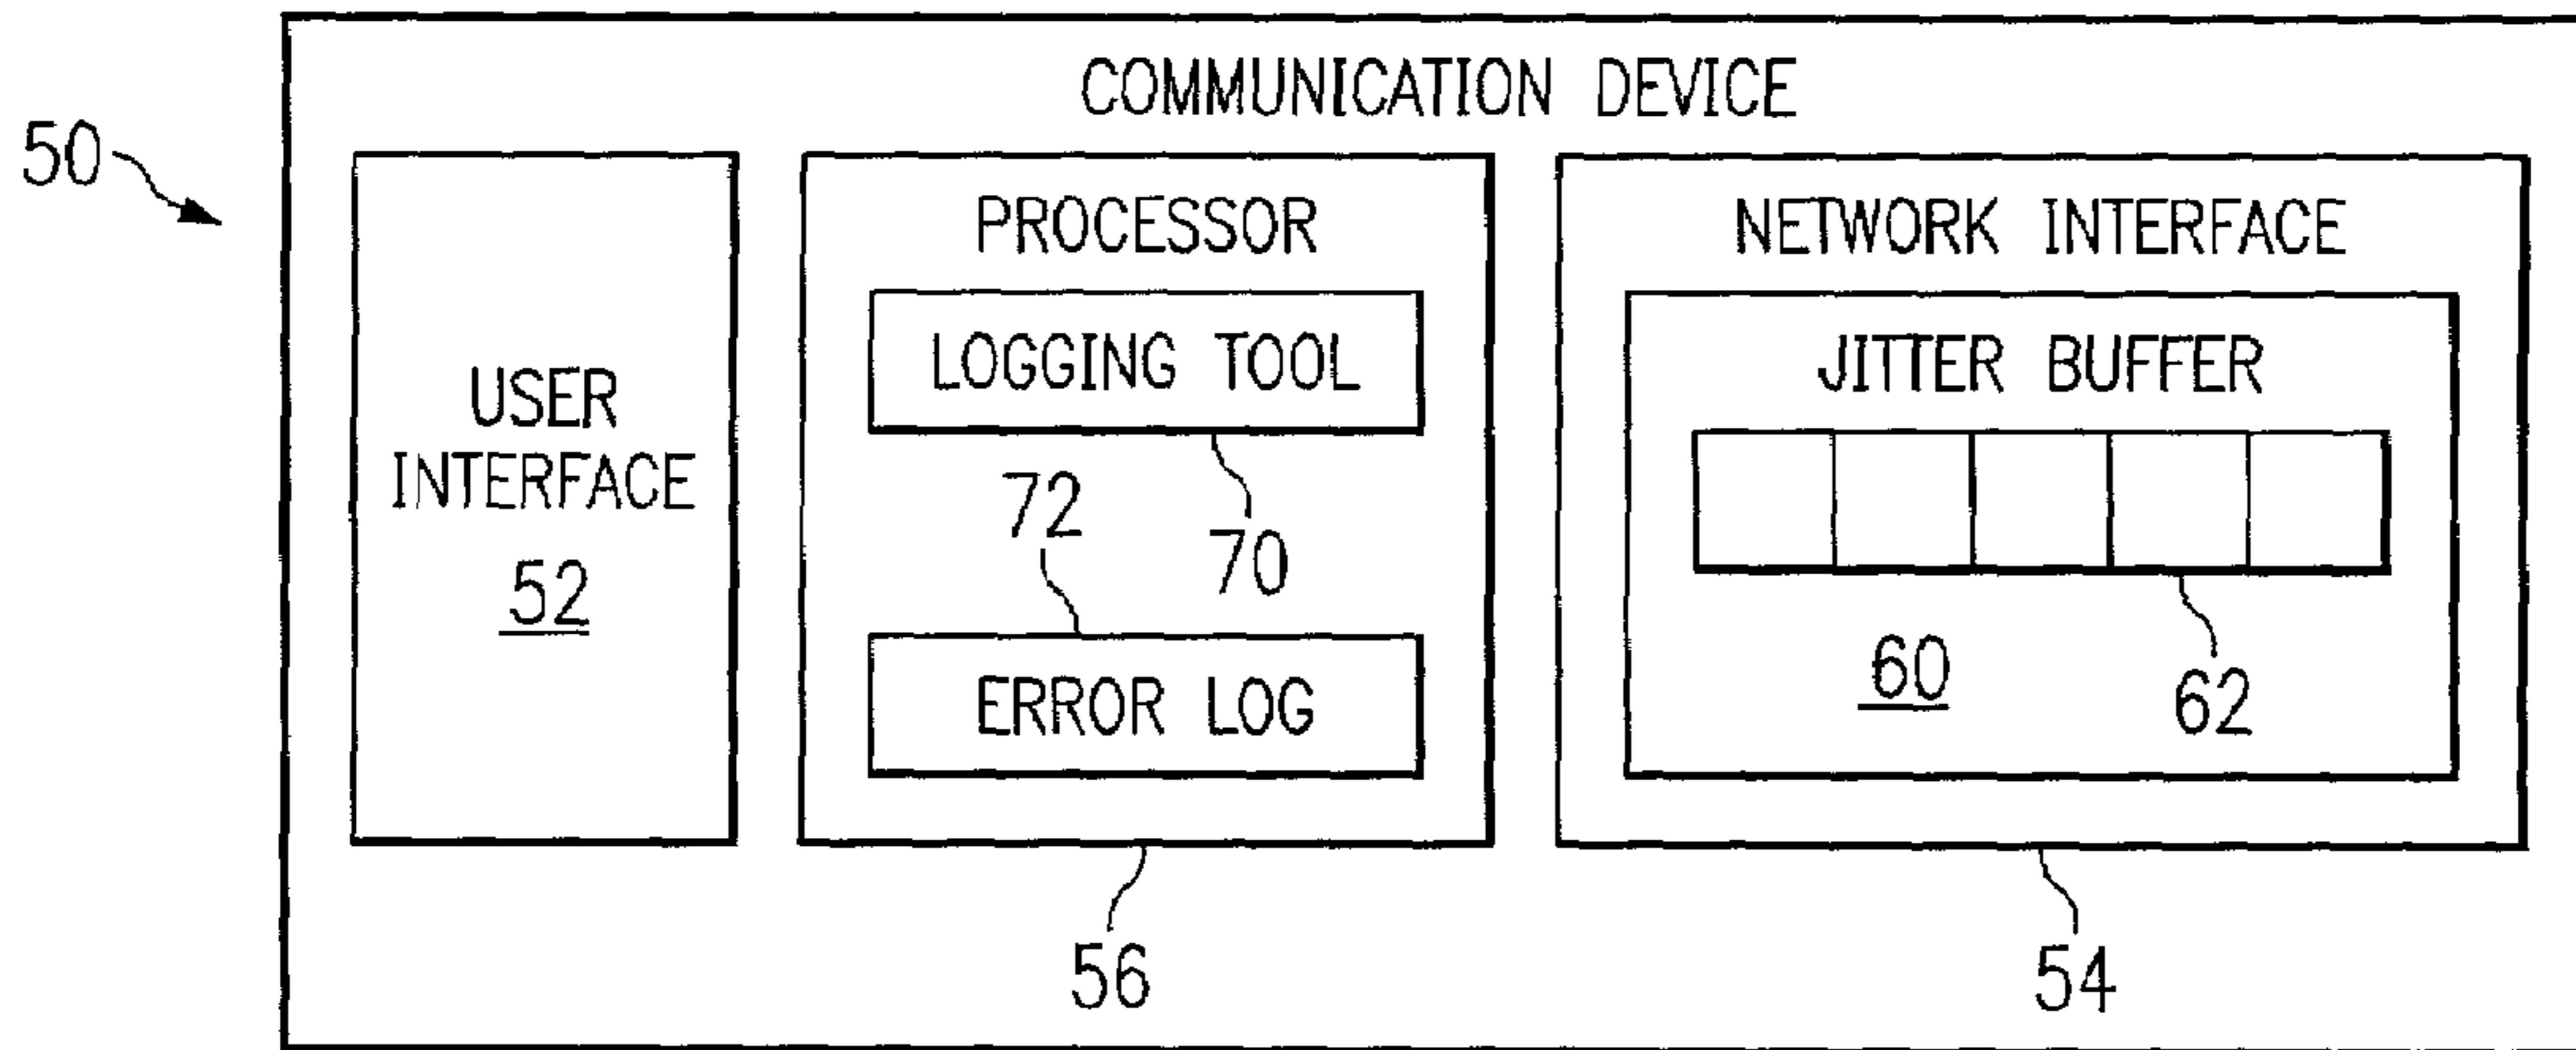 COMMUNICATION DEVICE
50
USER
INTERFACE
52
PROCESSOR
LOGGING TOOL
70
72
ERROR LOG
56
NETWORK INTERFACE
JITTER BUFFER
60
62
54